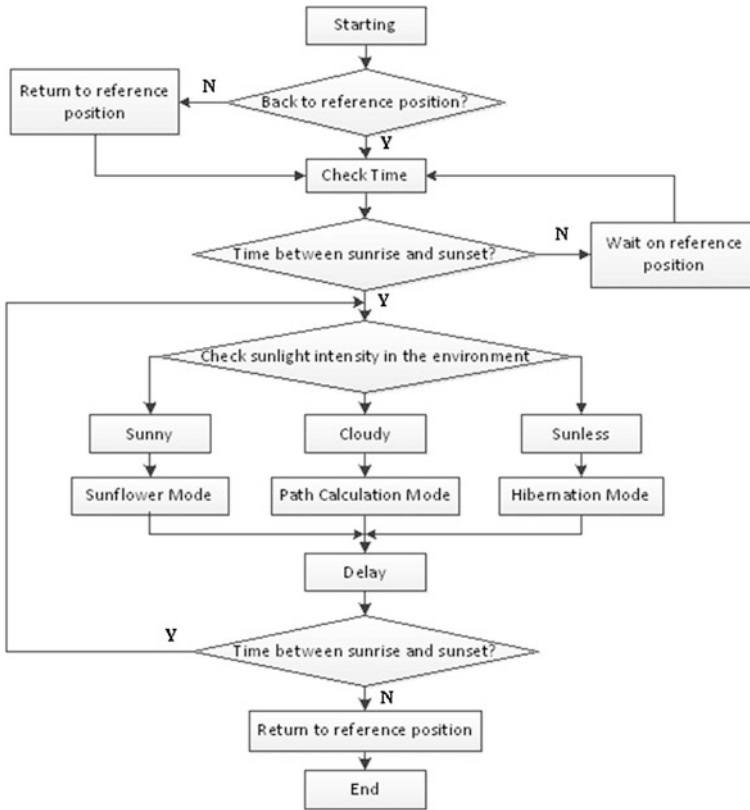 Starting
N
Return to reference
position
Back to reference position?
Y
Check Time
Time between sunrise and sunset?
N
Wait on reference
position
Y
Check sunlight intensity in the environment
Sunny
Cloudy
Sunless
Sunflower Mode
Path Calculation Mode
Hibernation Mode
Delay
Y
Time between sunrise and sunset?
N
Return to reference position
End